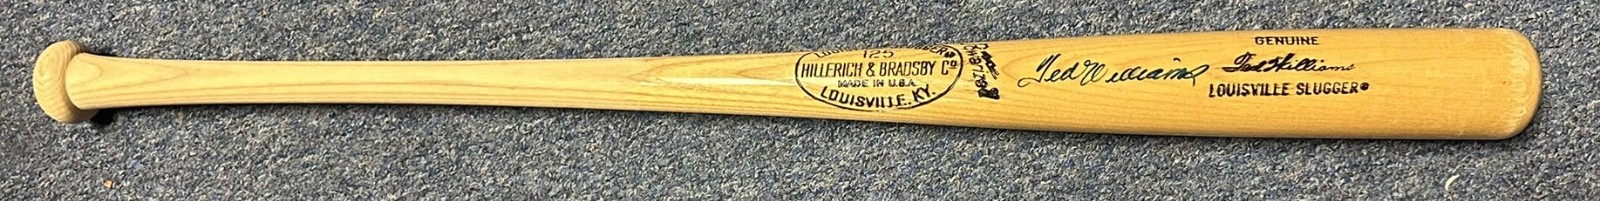 125
HILLERICH & BRADSBY Cº
MADE IN U.S.A.
LOUISVILLE, KY.
Ted Williams
GENUINE
Ted Williams
LOUISVILLE SLUGGER®